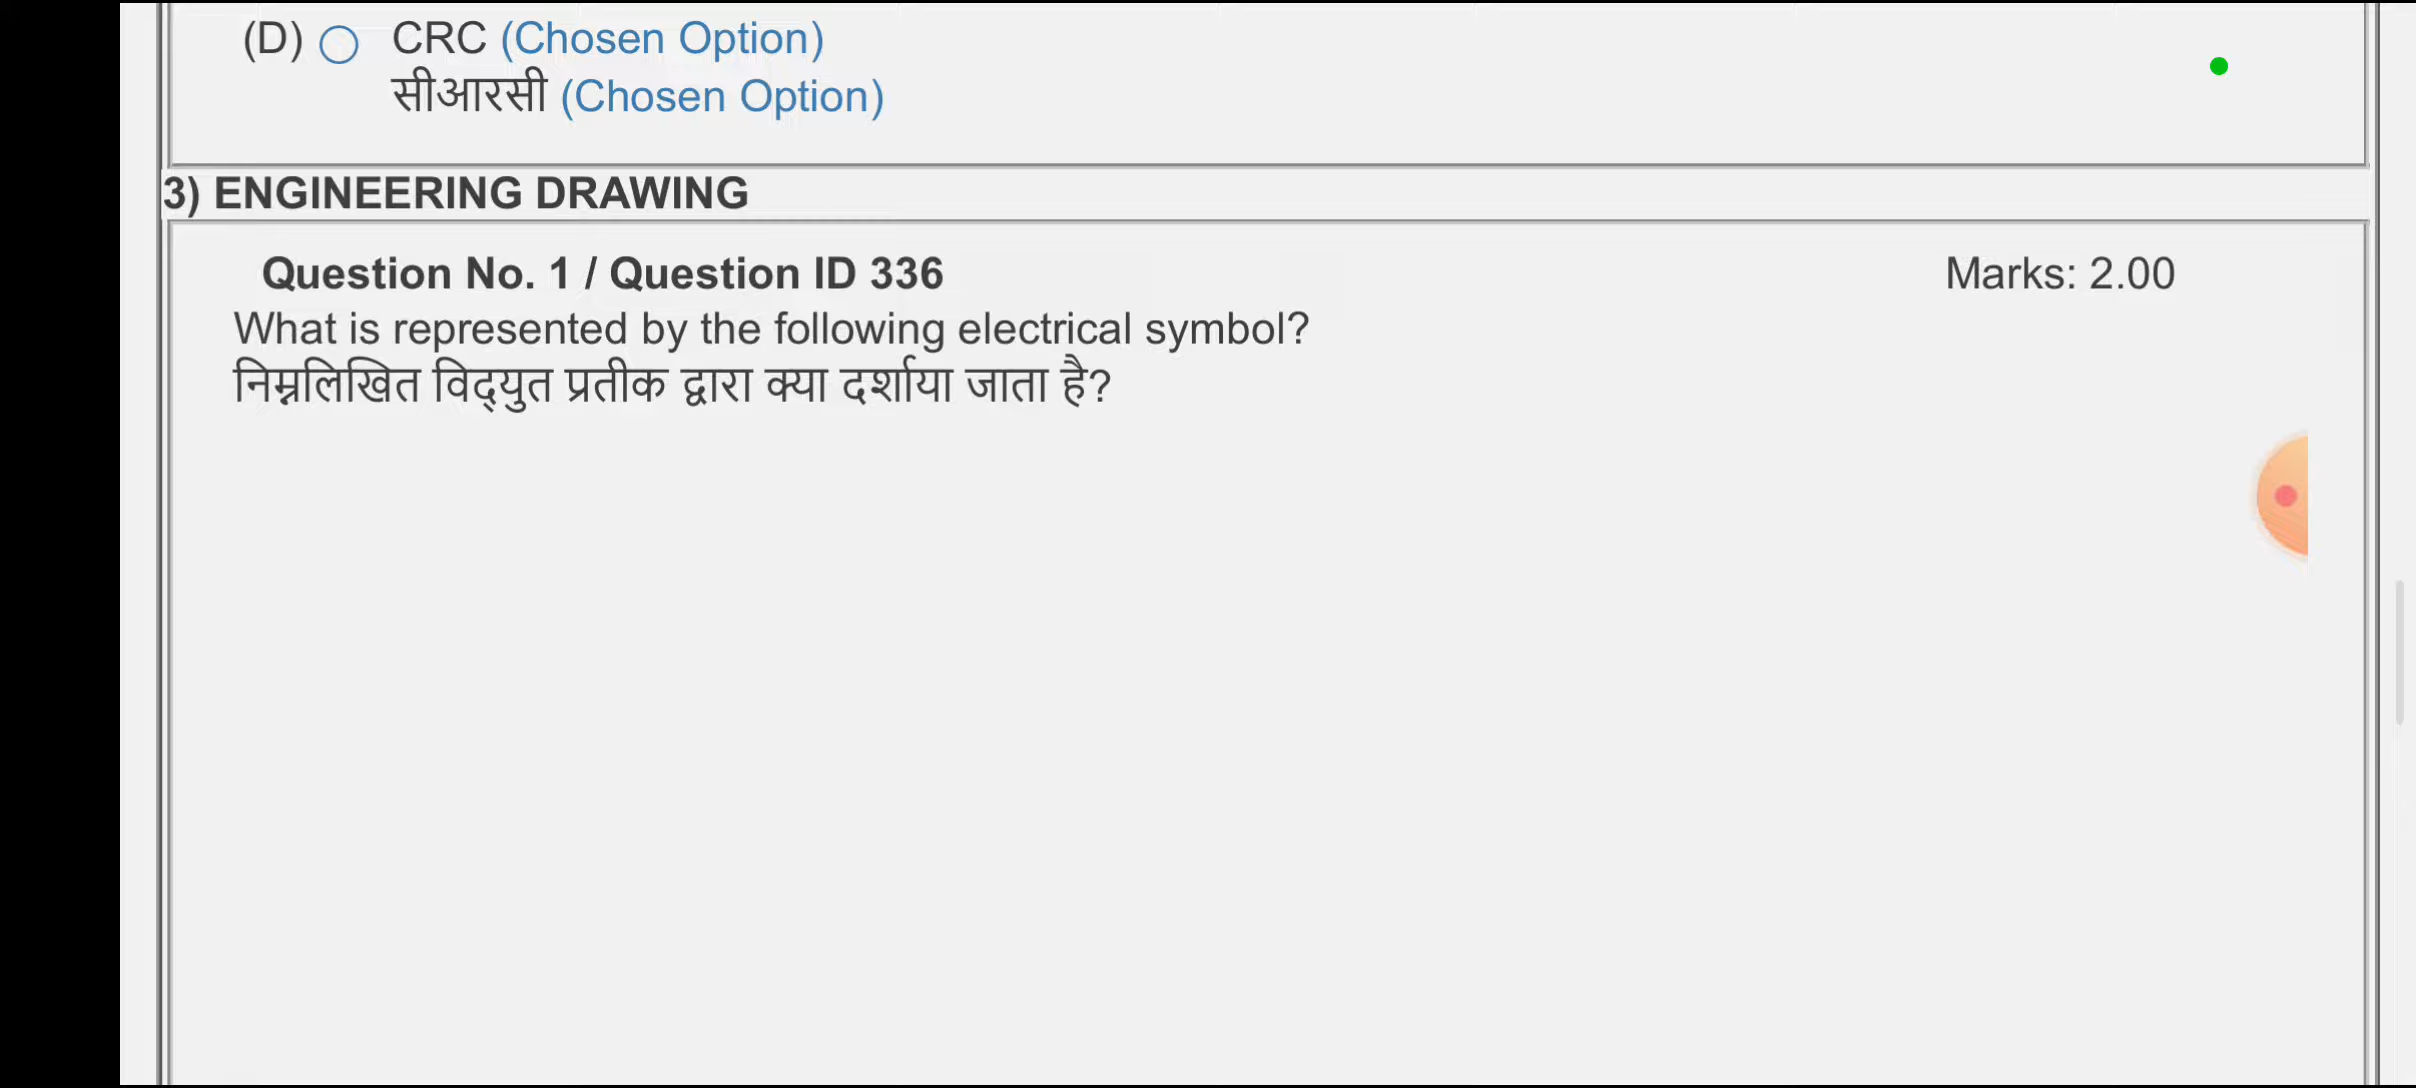 (D) CRC (Chosen Option)
सीआरसी (Chosen Option)
3) ENGINEERING DRAWING
Question No. 1 / Question ID 336 Marks: 2.00
What is represented by the following electrical symbol?
निम्नलिखित विद्युत प्रतीक द्वारा क्या दर्शाया जाता है?